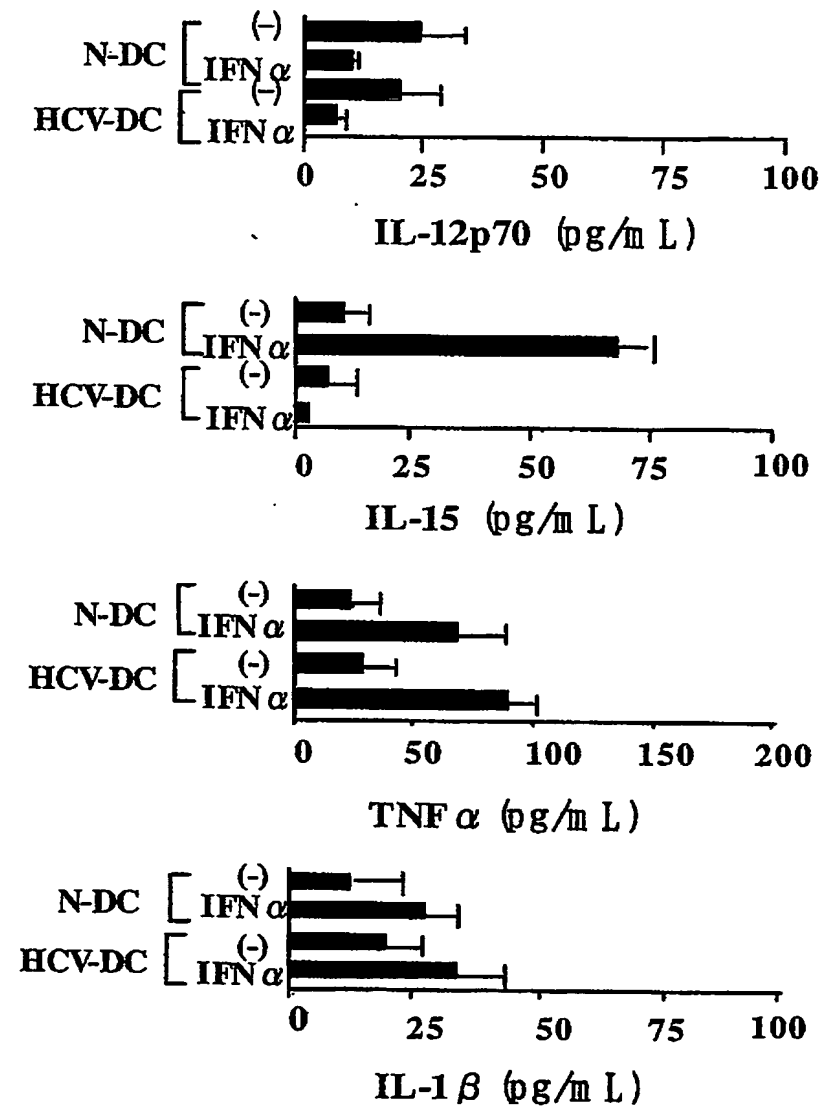 (-)
N-DC
IFNα
(-)
HCV-DC
IFNα
0 25 50 75 100
IL-12p70 (pg/mL)
(-)
N-DC
IFNα
(-)
HCV-DC
IFNα
0 25 50 75 100
IL-15 (pg/mL)
(-)
N-DC
IFNα
(-)
HCV-DC
IFNα
0 50 100 150 200
TNFα (pg/mL)
(-)
N-DC
IFNα
(-)
HCV-DC
IFNα
0 25 50 75 100
IL-1β (pg/mL)